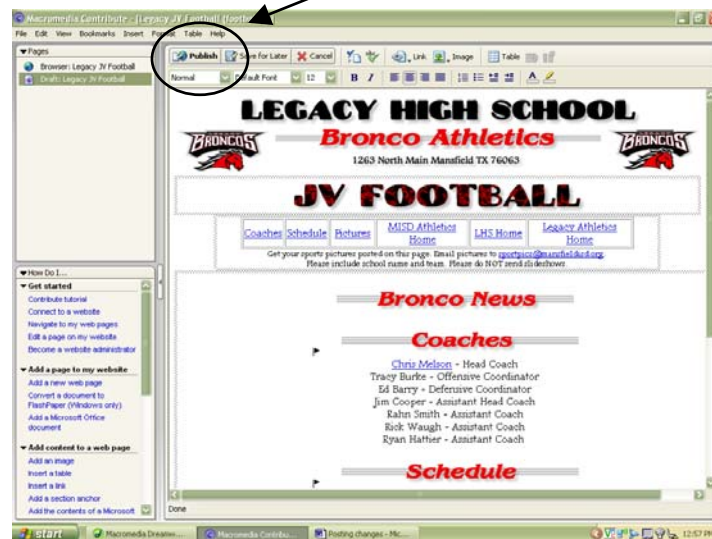 Macromedia Contribute - [Legacy JV Football (footb
File Edit View Bookmarks Insert Format Table Help
Pages
Browser: Legacy JV Football
Draft: Legacy JV Football
Publish Save for Later Cancel Link Image Table
Normal Default Font 12 B I
LEGACY HIGH SCHOOL
BRONCOS Bronco Athletics BRONCOS
1263 North Main Mansfield TX 76063
JV FOOTBALL
Coaches Schedule Pictures MISD Athletics Home LHS Home Legacy Athletics Home
Get your sports pictures posted on this page. Email pictures to sportpics@mansfieldisd.org.
Please include school name and team. Please do NOT send slideshows.
Bronco News
Coaches
Chris Melson - Head Coach
Tracy Burke - Offensive Coordinator
Ed Barry - Defensive Coordinator
Jim Cooper - Assistant Head Coach
Rahn Smith - Assistant Coach
Rick Waugh - Assistant Coach
Ryan Hattier - Assistant Coach
Schedule
How Do I...
Get started
Contribute tutorial
Connect to a website
Navigate to my web pages
Edit a page on my website
Become a website administrator
Add a page to my website
Add a new web page
Convert a document to
FlashPaper (Windows only)
Add a Microsoft Office
document
Add content to a web page
Add an image
Insert a table
Insert a link
Add a section anchor
Add the contents of a Microsoft
Done
start Macromedia Dreamw... Macromedia Contribu... Posting changes - Mic... 12:57 PM